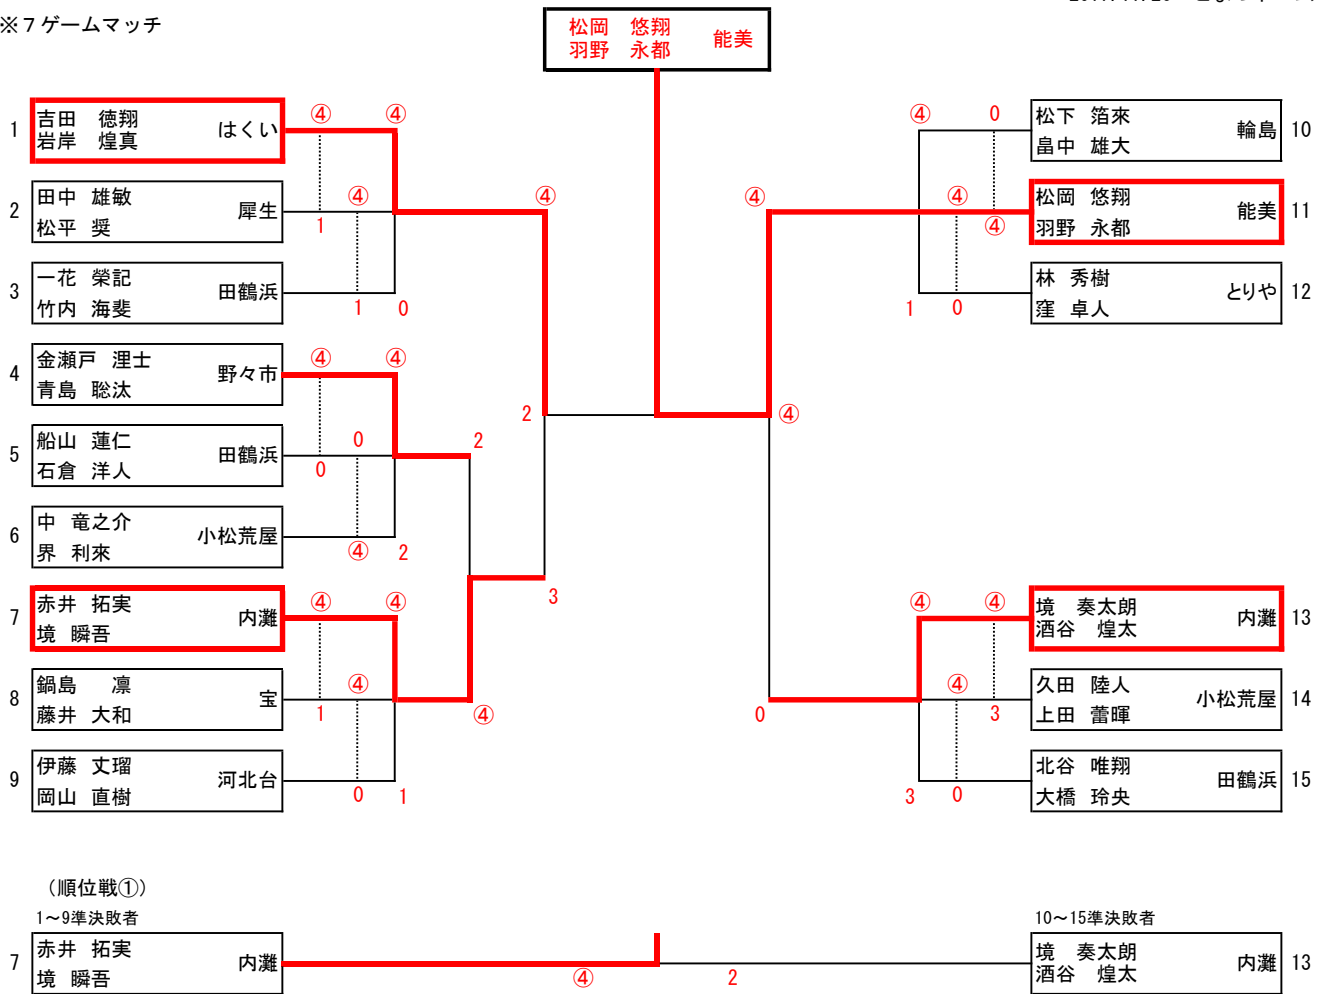 ※７ゲームマッチ
松岡 悠翔
羽野 永都
能美
1
吉田 徳翔
岩岸 煌真
はくい
④ ④
2
田中 雄敏
松平 奨
犀生
1 ④
④
3
一花 榮記
竹内 海斐
田鶴浜
1 0
4
金瀬戸 浬士
青島 聡汰
野々市
④ ④
5
船山 蓮仁
石倉 洋人
田鶴浜
0 0
2
6
中 竜之介
界 利來
小松荒屋
④ 2
7
赤井 拓実
境 瞬吾
内灘
④ ④
8
鍋島 凛
藤井 大和
宝
1 ④
④
9
伊藤 丈瑠
岡山 直樹
河北台
0 1
2
3
④ 0
松下 箔來
畠中 雄大
輪島
10
④
④
④
松岡 悠翔
羽野 永都
能美
11
1 0
林 秀樹
窪 卓人
とりや
12
④
④ ④
境 奏太朗
酒谷 煌太
内灘
13
0
④
3
久田 陸人
上田 蕾暉
小松荒屋
14
3 0
北谷 唯翔
大橋 玲央
田鶴浜
15
（順位戦①）
1～9準決敗者
7
赤井 拓実
境 瞬吾
内灘
④ 2
10～15準決敗者
境 奏太朗
酒谷 煌太
内灘
13